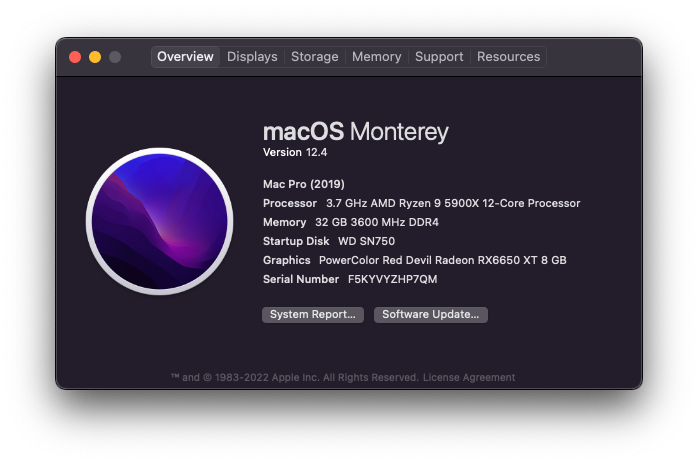 Overview Displays Storage Memory Support Resources
macOS Monterey
Version 12.4
Mac Pro (2019)
Processor 3.7 GHz AMD Ryzen 9 5900X 12-Core Processor
Memory 32 GB 3600 MHz DDR4
Startup Disk WD SN750
Graphics PowerColor Red Devil Radeon RX6650 XT 8 GB
Serial Number F5KYVYZHP7QM
System Report... Software Update...
™ and © 1983-2022 Apple Inc. All Rights Reserved. License Agreement